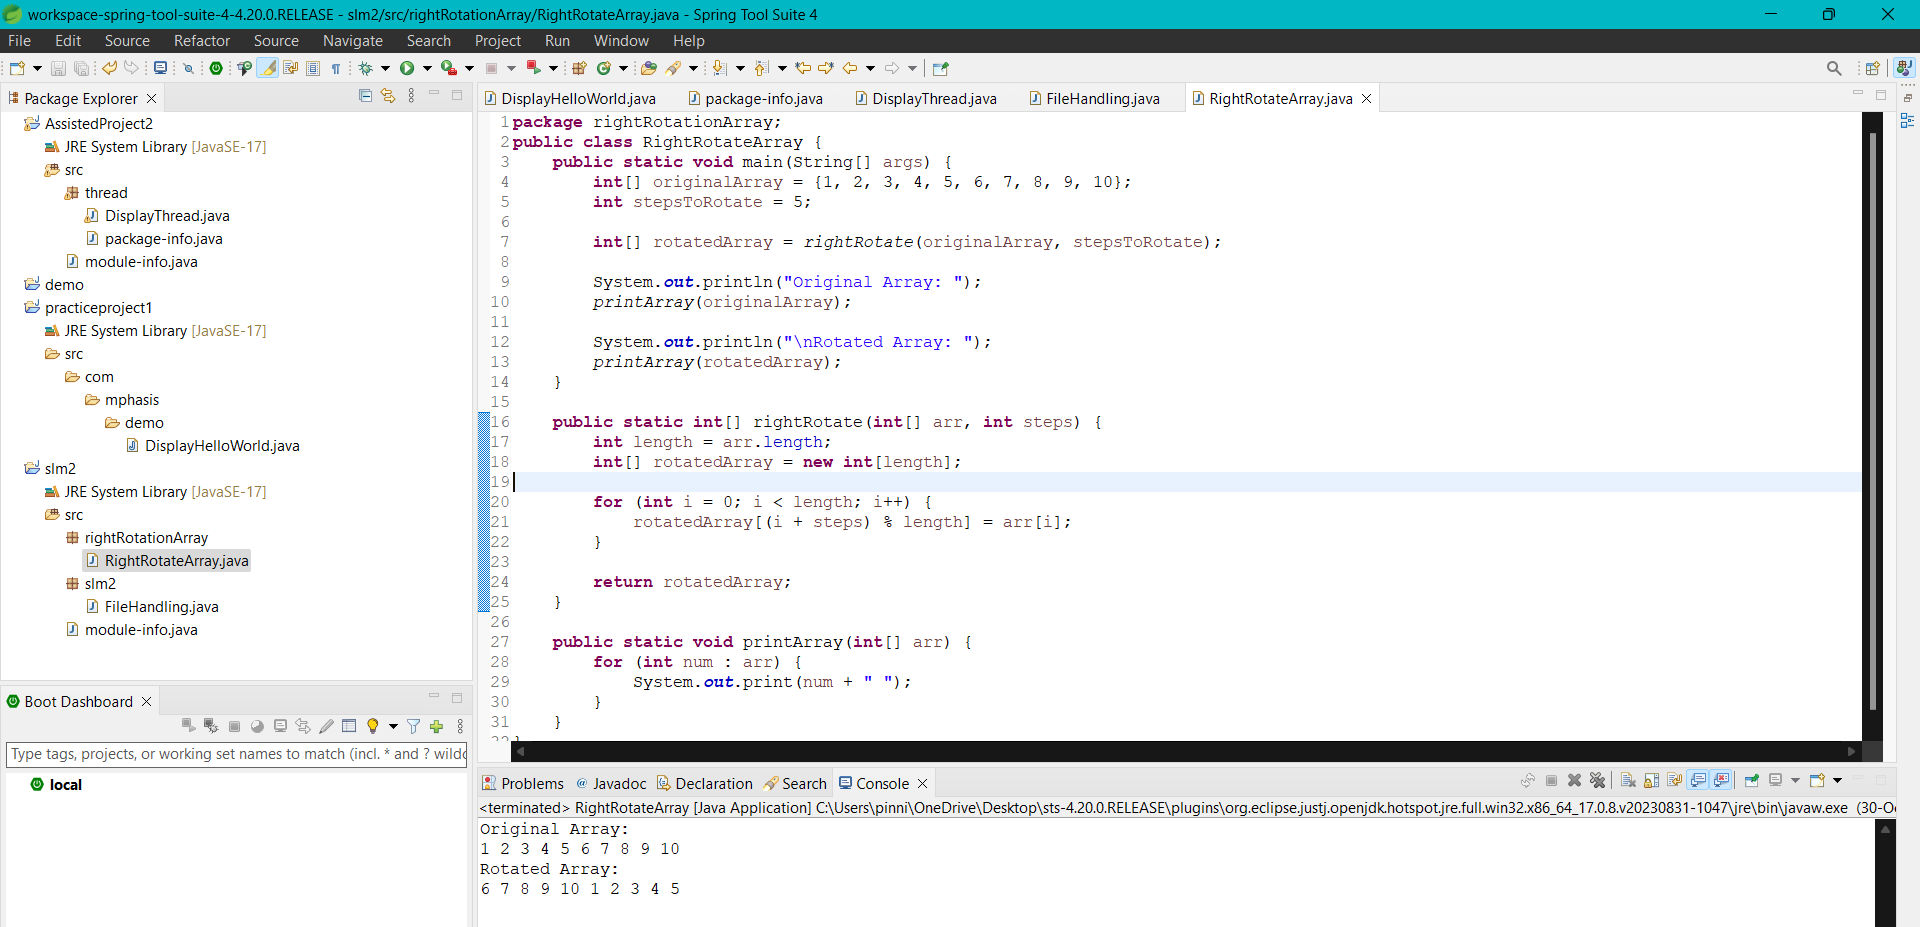 workspace-spring-tool-suite-4-4.20.0.RELEASE - slm2/src/rightRotationArray/RightRotateArray.java - Spring Tool Suite 4
File Edit Source Refactor Source Navigate Search Project Run Window Help
Package Explorer
AssistedProject2
JRE System Library [JavaSE-17]
src
thread
DisplayThread.java
package-info.java
module-info.java
demo
practiceproject1
JRE System Library [JavaSE-17]
src
com
mphasis
demo
DisplayHelloWorld.java
slm2
JRE System Library [JavaSE-17]
src
rightRotationArray
RightRotateArray.java
slm2
FileHandling.java
module-info.java
Boot Dashboard
Type tags, projects, or working set names to match (incl. * and ? wildc
local
DisplayHelloWorld.java package-info.java DisplayThread.java FileHandling.java RightRotateArray.java
1 package rightRotationArray;
2 public class RightRotateArray {
3 public static void main(String[] args) {
4 int[] originalArray = {1, 2, 3, 4, 5, 6, 7, 8, 9, 10};
5 int stepsToRotate = 5;
6
7 int[] rotatedArray = rightRotate(originalArray, stepsToRotate);
8
9 System.out.println("Original Array: ");
10 printArray(originalArray);
11
12 System.out.println("\nRotated Array: ");
13 printArray(rotatedArray);
14 }
15
16 public static int[] rightRotate(int[] arr, int steps) {
17 int length = arr.length;
18 int[] rotatedArray = new int[length];
19
20 for (int i = 0; i < length; i++) {
21 rotatedArray[(i + steps) % length] = arr[i];
22 }
23
24 return rotatedArray;
25 }
26
27 public static void printArray(int[] arr) {
28 for (int num : arr) {
29 System.out.print(num + " ");
30 }
31 }
Problems Javadoc Declaration Search Console
<terminated> RightRotateArray [Java Application] C:\Users\pinni\OneDrive\Desktop\sts-4.20.0.RELEASE\plugins\org.eclipse.justj.openjdk.hotspot.jre.full.win32.x86_64_17.0.8.v20230831-1047\jre\bin\javaw.exe (30-O
Original Array:
1 2 3 4 5 6 7 8 9 10
Rotated Array:
6 7 8 9 10 1 2 3 4 5